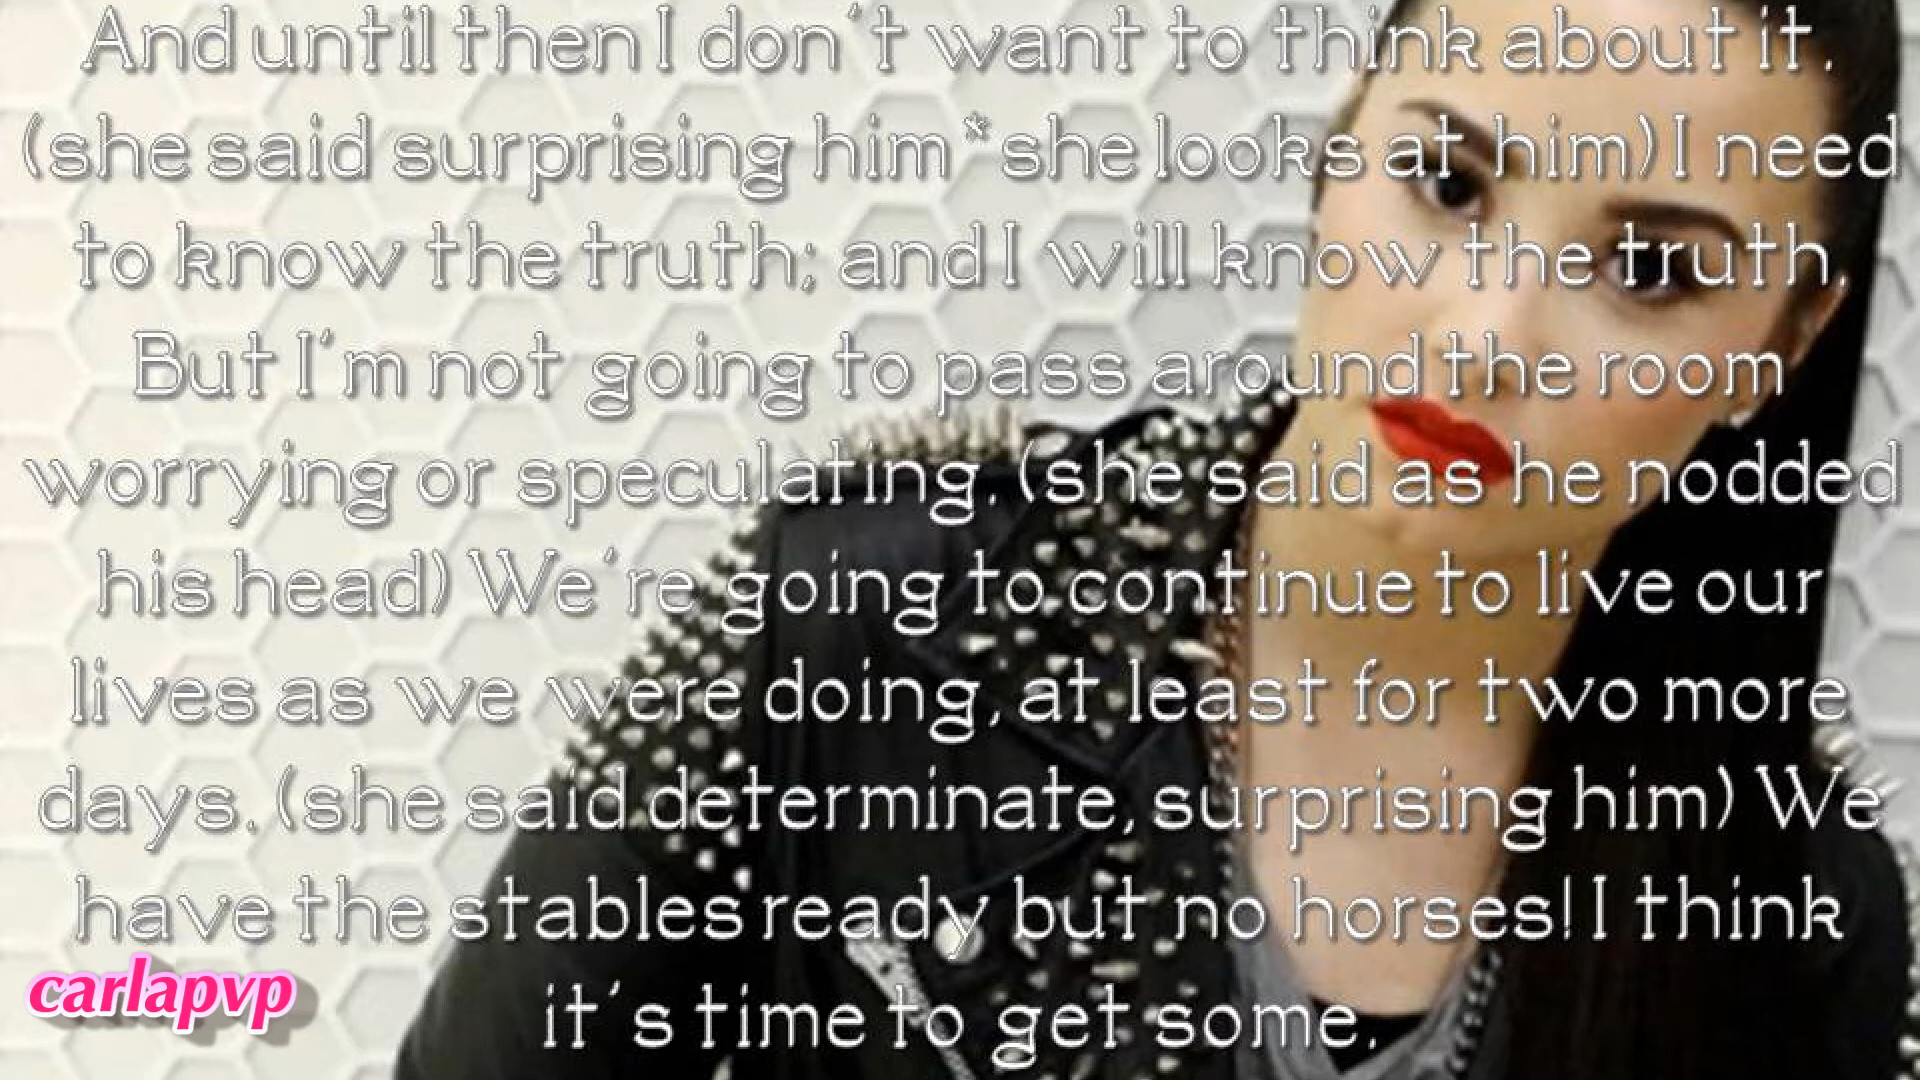 And until then I don't want to think about it.
(she said surprising him*she looks at him) I need
to know the truth; and I will know the truth.
But I'm not going to pass around the room
worrying or speculating. (she said as he nodded
his head) We're going to continue to live our
lives as we were doing, at least for two more
days. (she said determinate, surprising him) We
have the stables ready but no horses! I think
it's time to get some.
carlapvp